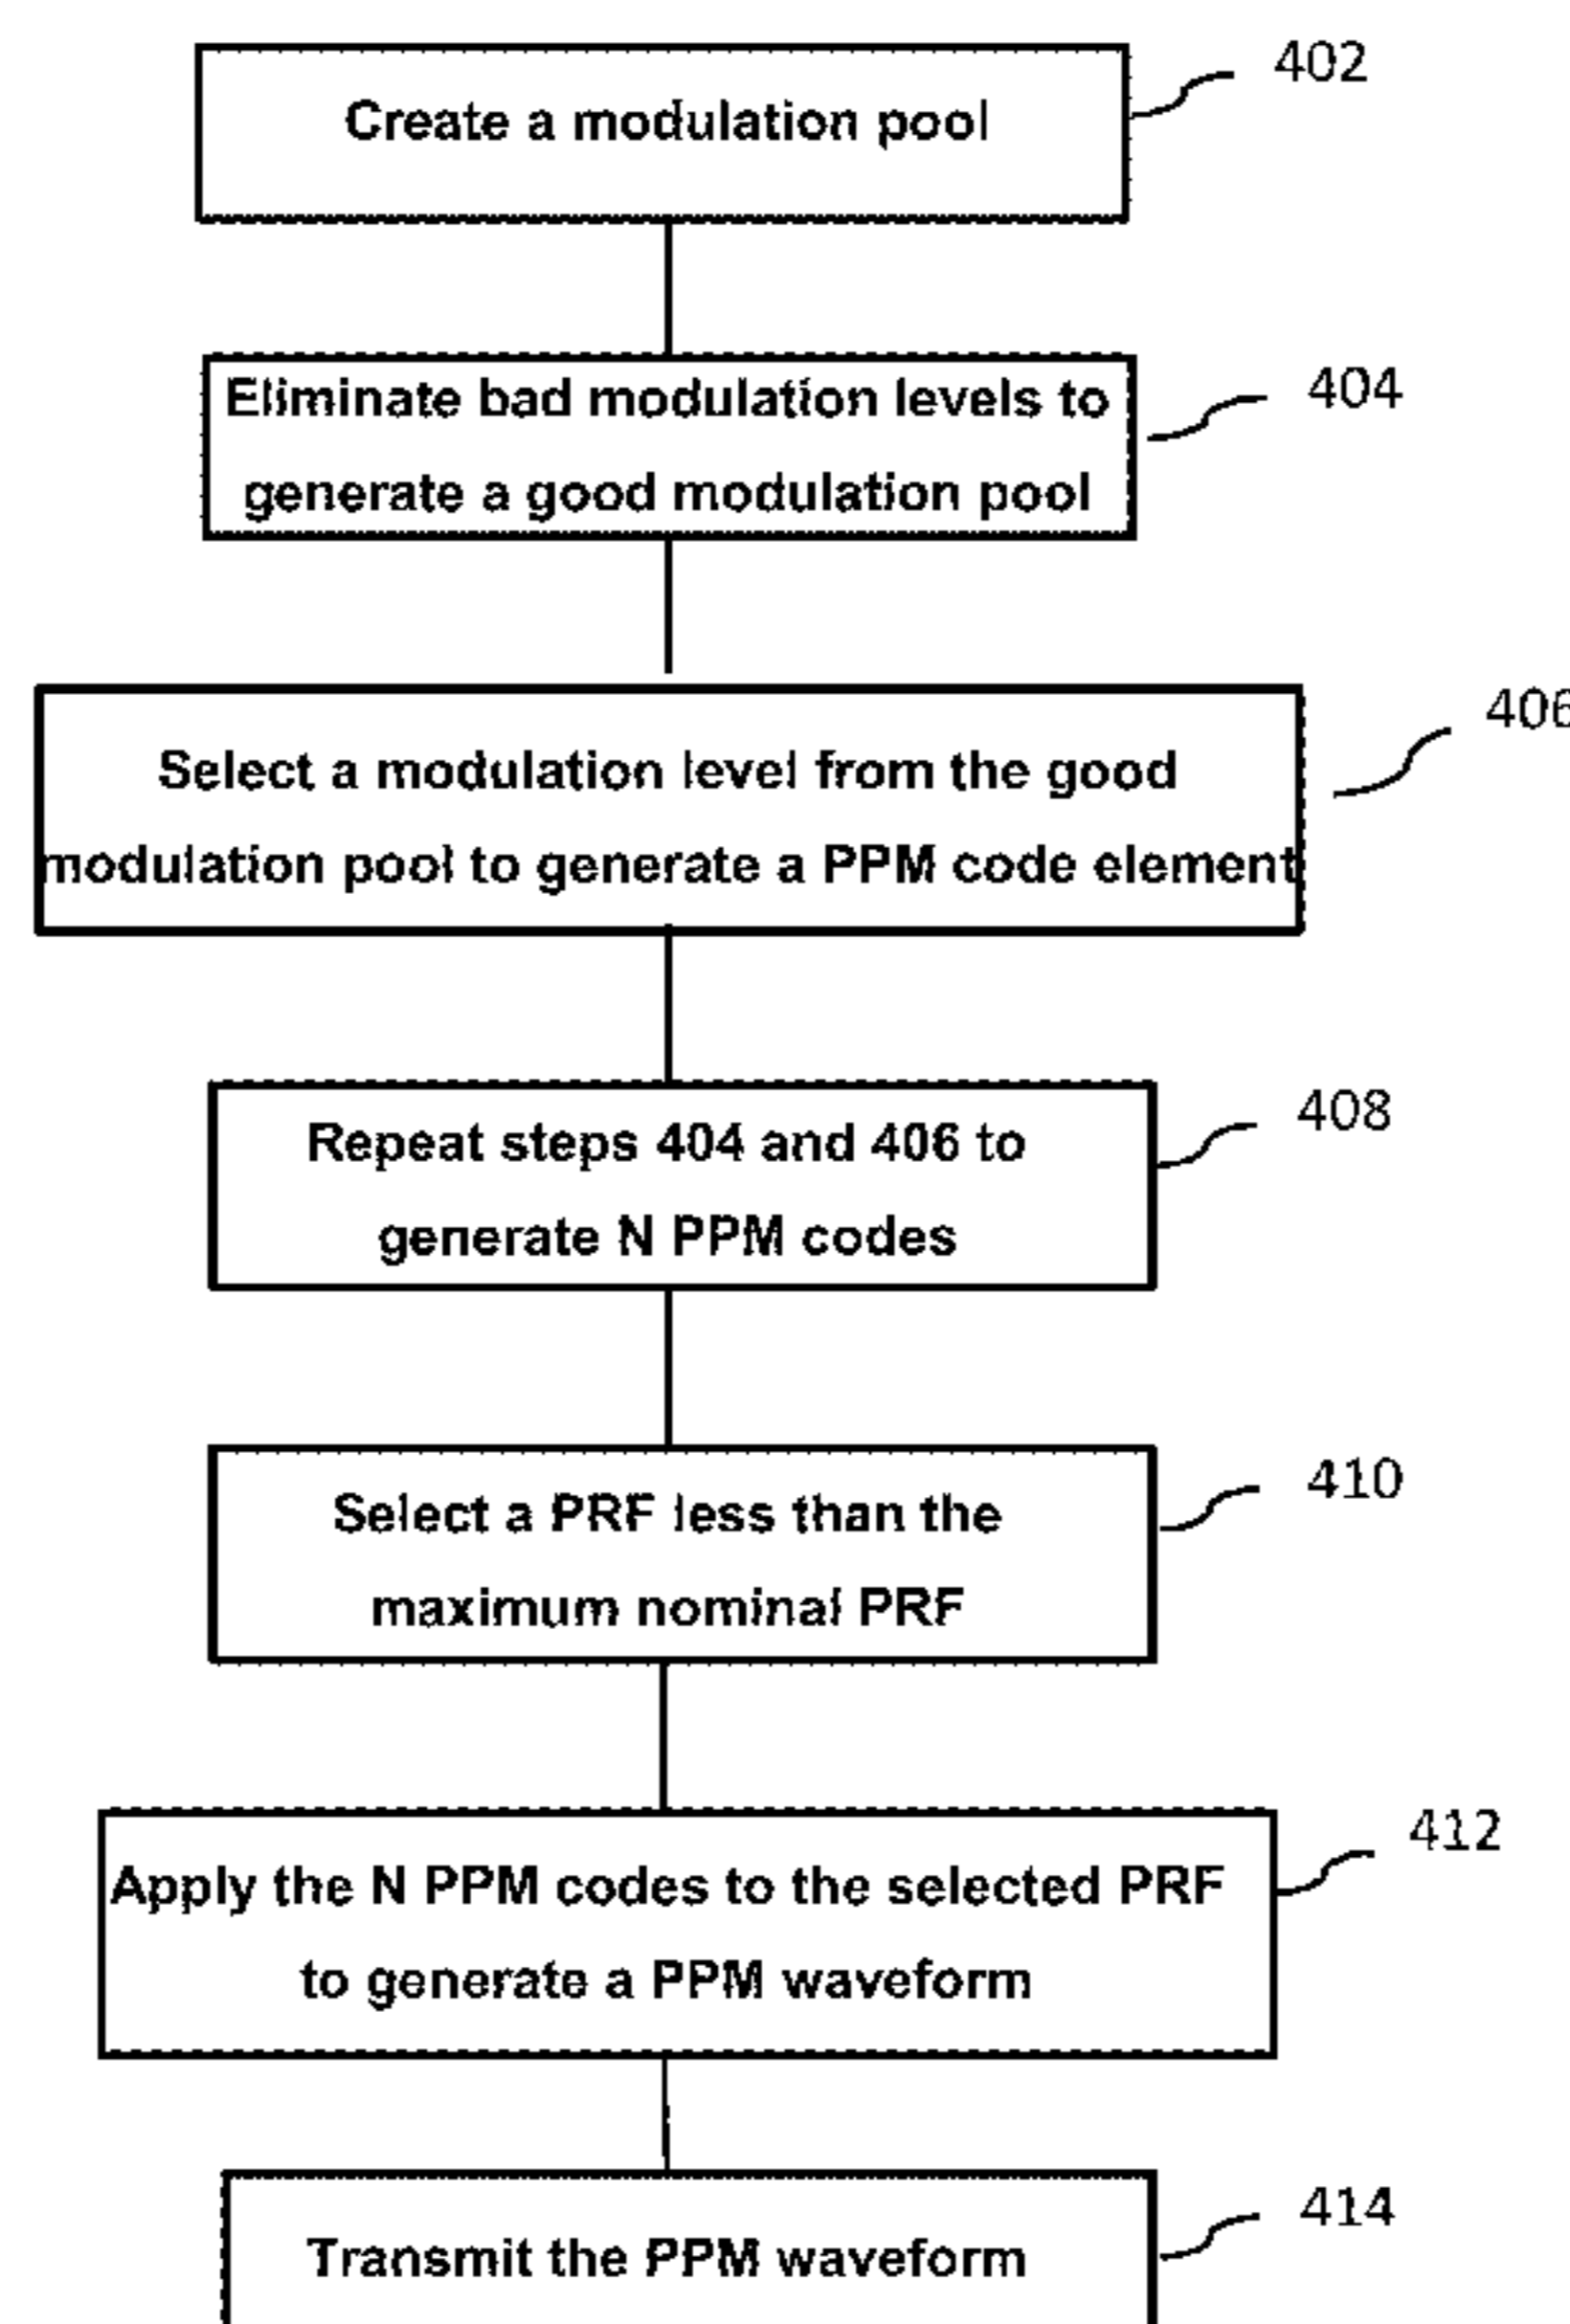 Create a modulation pool
402
Eliminate bad modulation levels to
generate a good modulation pool
404
Select a modulation level from the good
modulation pool to generate a PPM code element
406
Repeat steps 404 and 406 to
generate N PPM codes
408
Select a PRF less than the
maximum nominal PRF
410
Apply the N PPM codes to the selected PRF
to generate a PPM waveform
412
Transmit the PPM waveform
414